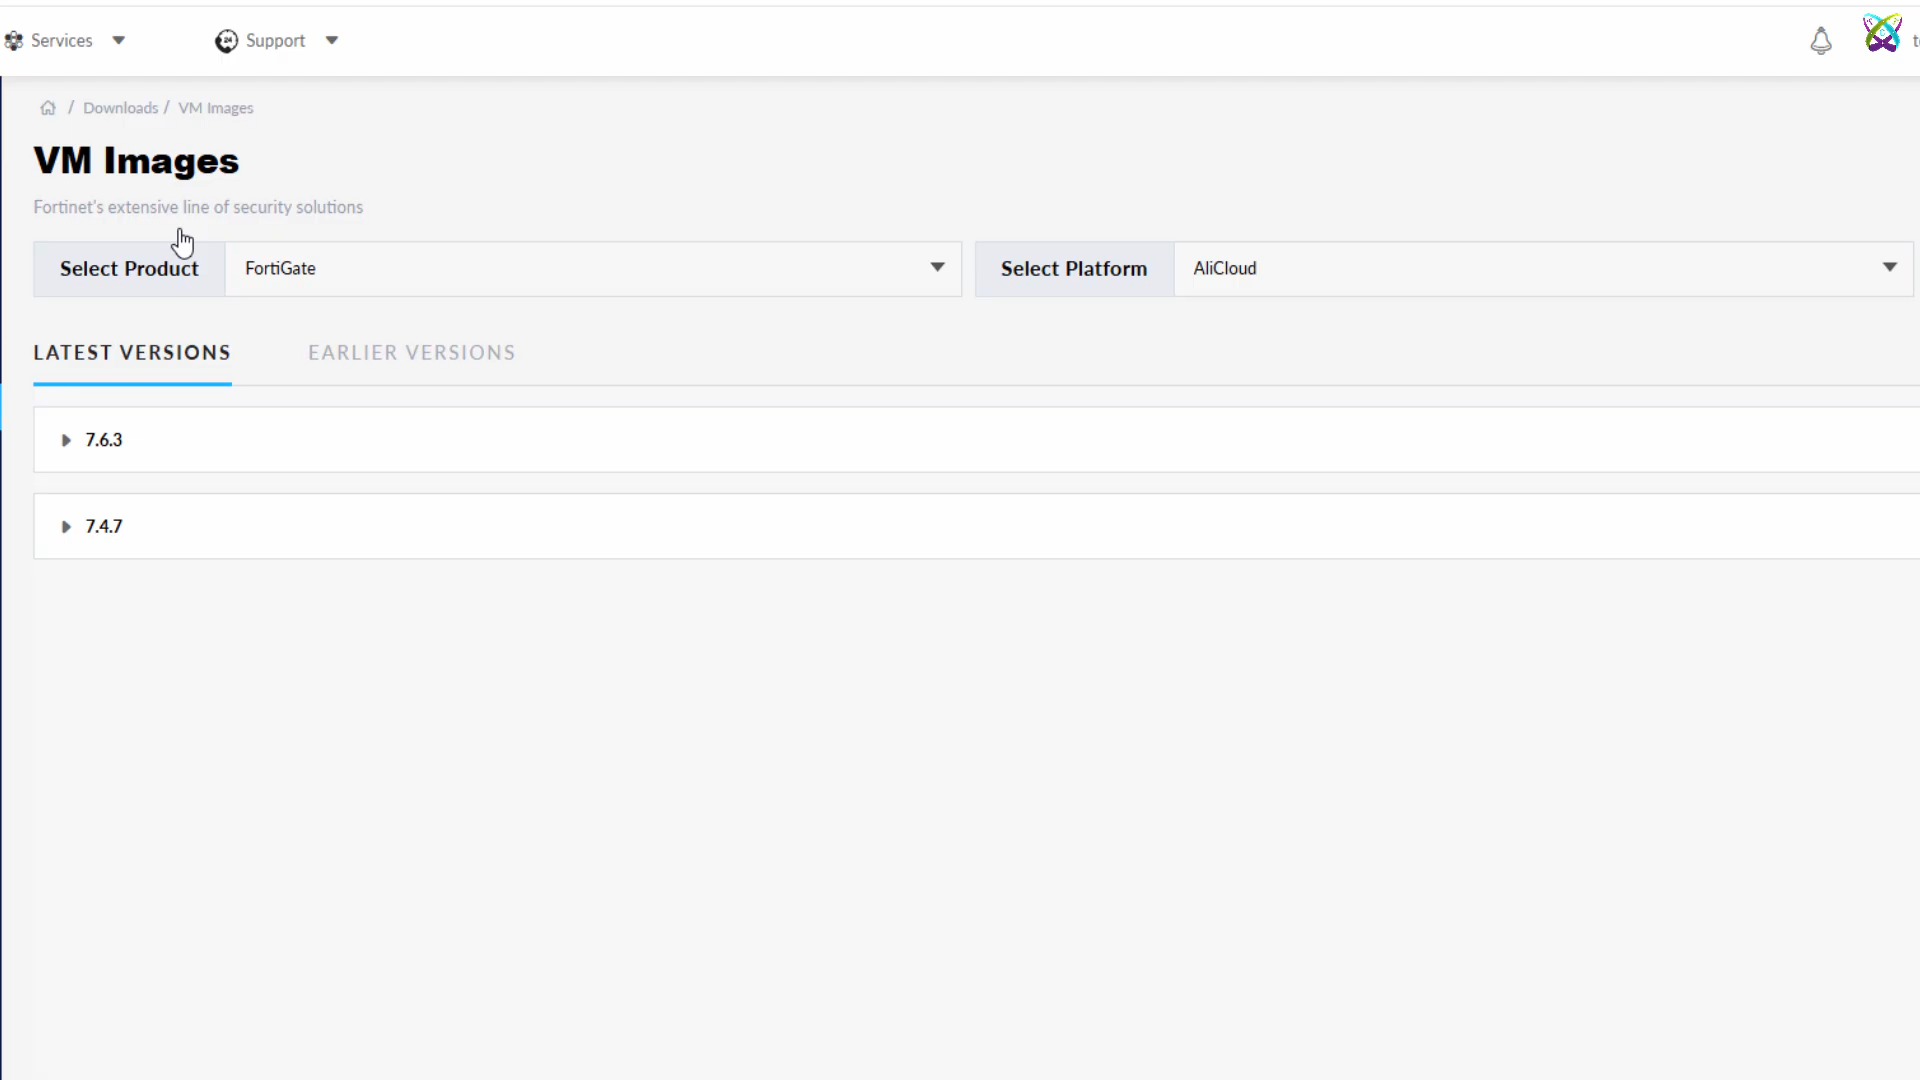 Services
Support
/ Downloads / VM Images
VM Images
Fortinet's extensive line of security solutions
Select Product
FortiGate
Select Platform
AliCloud
LATEST VERSIONS
EARLIER VERSIONS
7.6.3
7.4.7